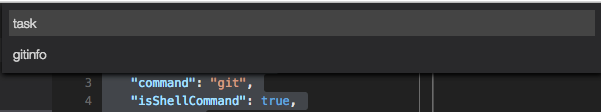 task
gitinfo
3 "command": "git",
4 "isShellCommand": true,